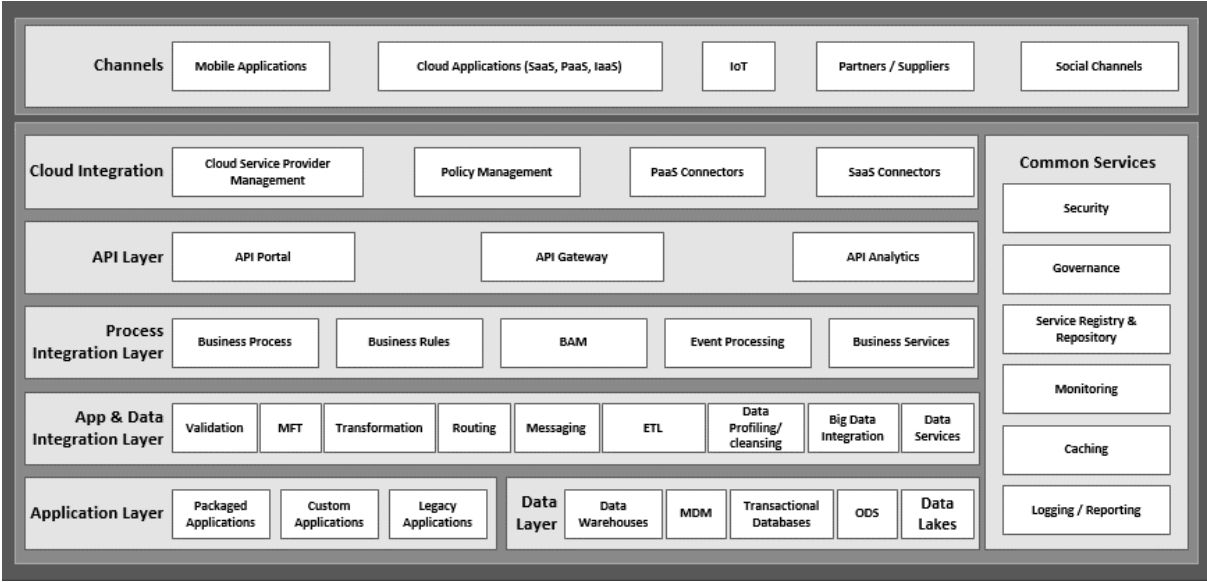 Channels
Mobile Applications
Cloud Applications (SaaS, PaaS, IaaS)
IoT
Partners / Suppliers
Social Channels
Cloud Integration
Cloud Service Provider
Management
Policy Management
PaaS Connectors
SaaS Connectors
API Layer
API Portal
API Gateway
API Analytics
Process
Integration Layer
Business Process
Business Rules
BAM
Event Processing
Business Services
App & Data
Integration Layer
Validation
MFT
Transformation
Routing
Messaging
ETL
Data
Profiling/
cleansing
Big Data
Integration
Data
Services
Application Layer
Packaged
Applications
Custom
Applications
Legacy
Applications
Data
Layer
Data
Warehouses
MDM
Transactional
Databases
ODS
Data
Lakes
Common Services
Security
Governance
Service Registry &
Repository
Monitoring
Caching
Logging / Reporting